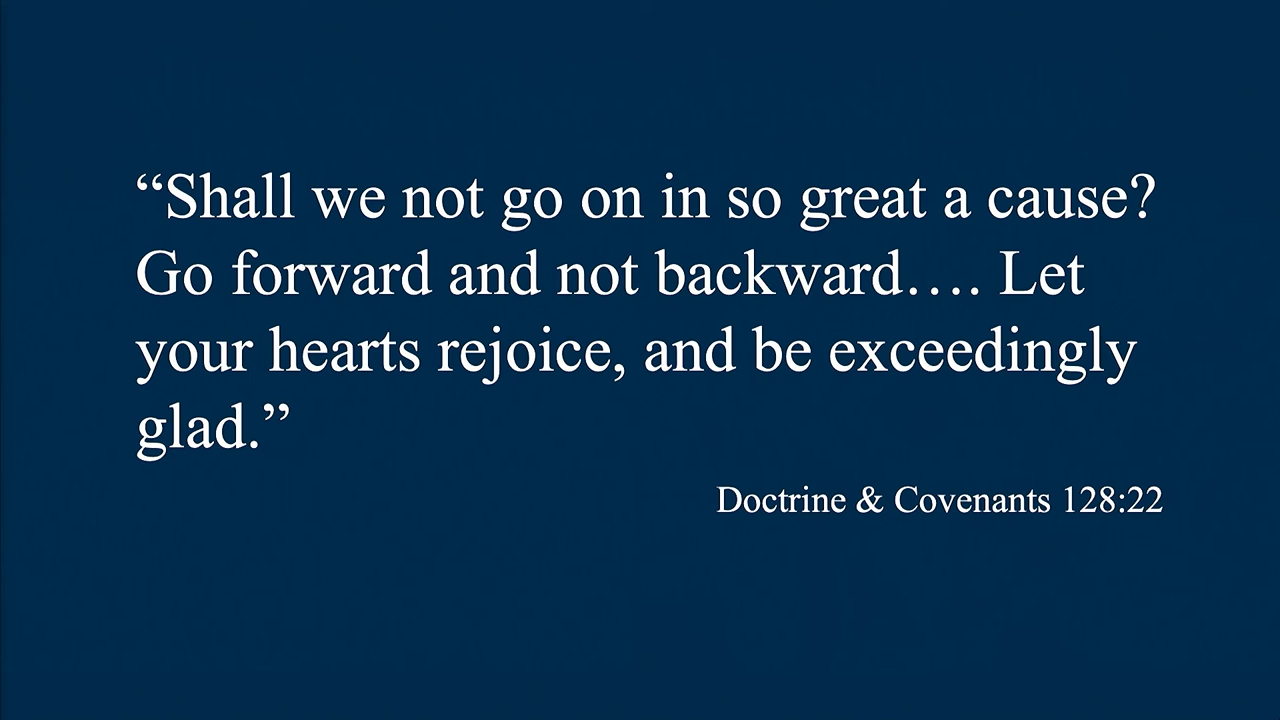 “Shall we not go on in so great a cause?
Go forward and not backward…. Let
your hearts rejoice, and be exceedingly
glad.”
Doctrine & Covenants 128:22